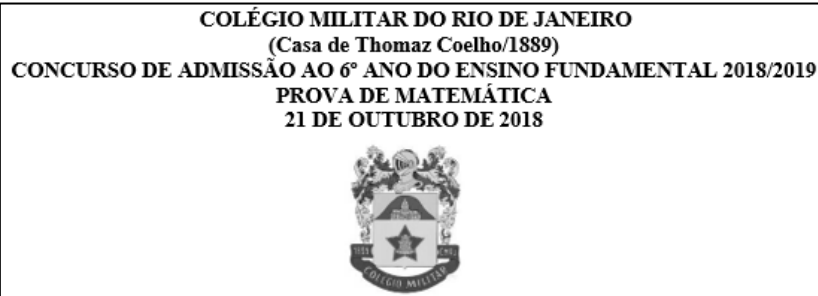 COLÉGIO MILITAR DO RIO DE JANEIRO
(Casa de Thomaz Coelho/1889)
CONCURSO DE ADMISSÃO AO 6º ANO DO ENSINO FUNDAMENTAL 2018/2019
PROVA DE MATEMÁTICA
21 DE OUTUBRO DE 2018
1889
COLÉGIO MILITAR